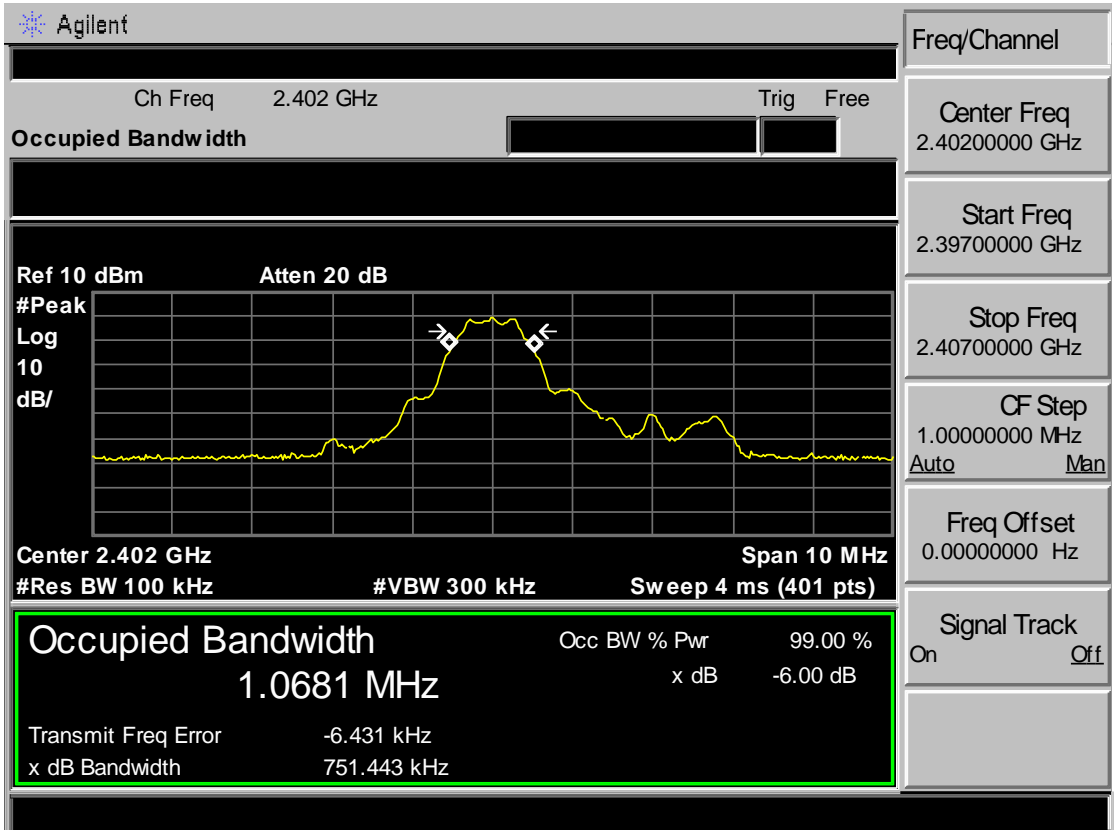 Agilent
Freq/Channel
Ch Freq 2.402 GHz Trig Free
Occupied Bandwidth
Center Freq
2.40200000 GHz
Start Freq
2.39700000 GHz
Stop Freq
2.40700000 GHz
CF Step
1.00000000 MHz
Auto Man
Freq Offset
0.00000000 Hz
Signal Track
On Off
Ref 10 dBm Atten 20 dB
#Peak
Log
10
dB/
Center 2.402 GHz Span 10 MHz
#Res BW 100 kHz #VBW 300 kHz Sweep 4 ms (401 pts)
Occupied Bandwidth
1.0681 MHz
Occ BW % Pwr 99.00 %
x dB -6.00 dB
Transmit Freq Error -6.431 kHz
x dB Bandwidth 751.443 kHz